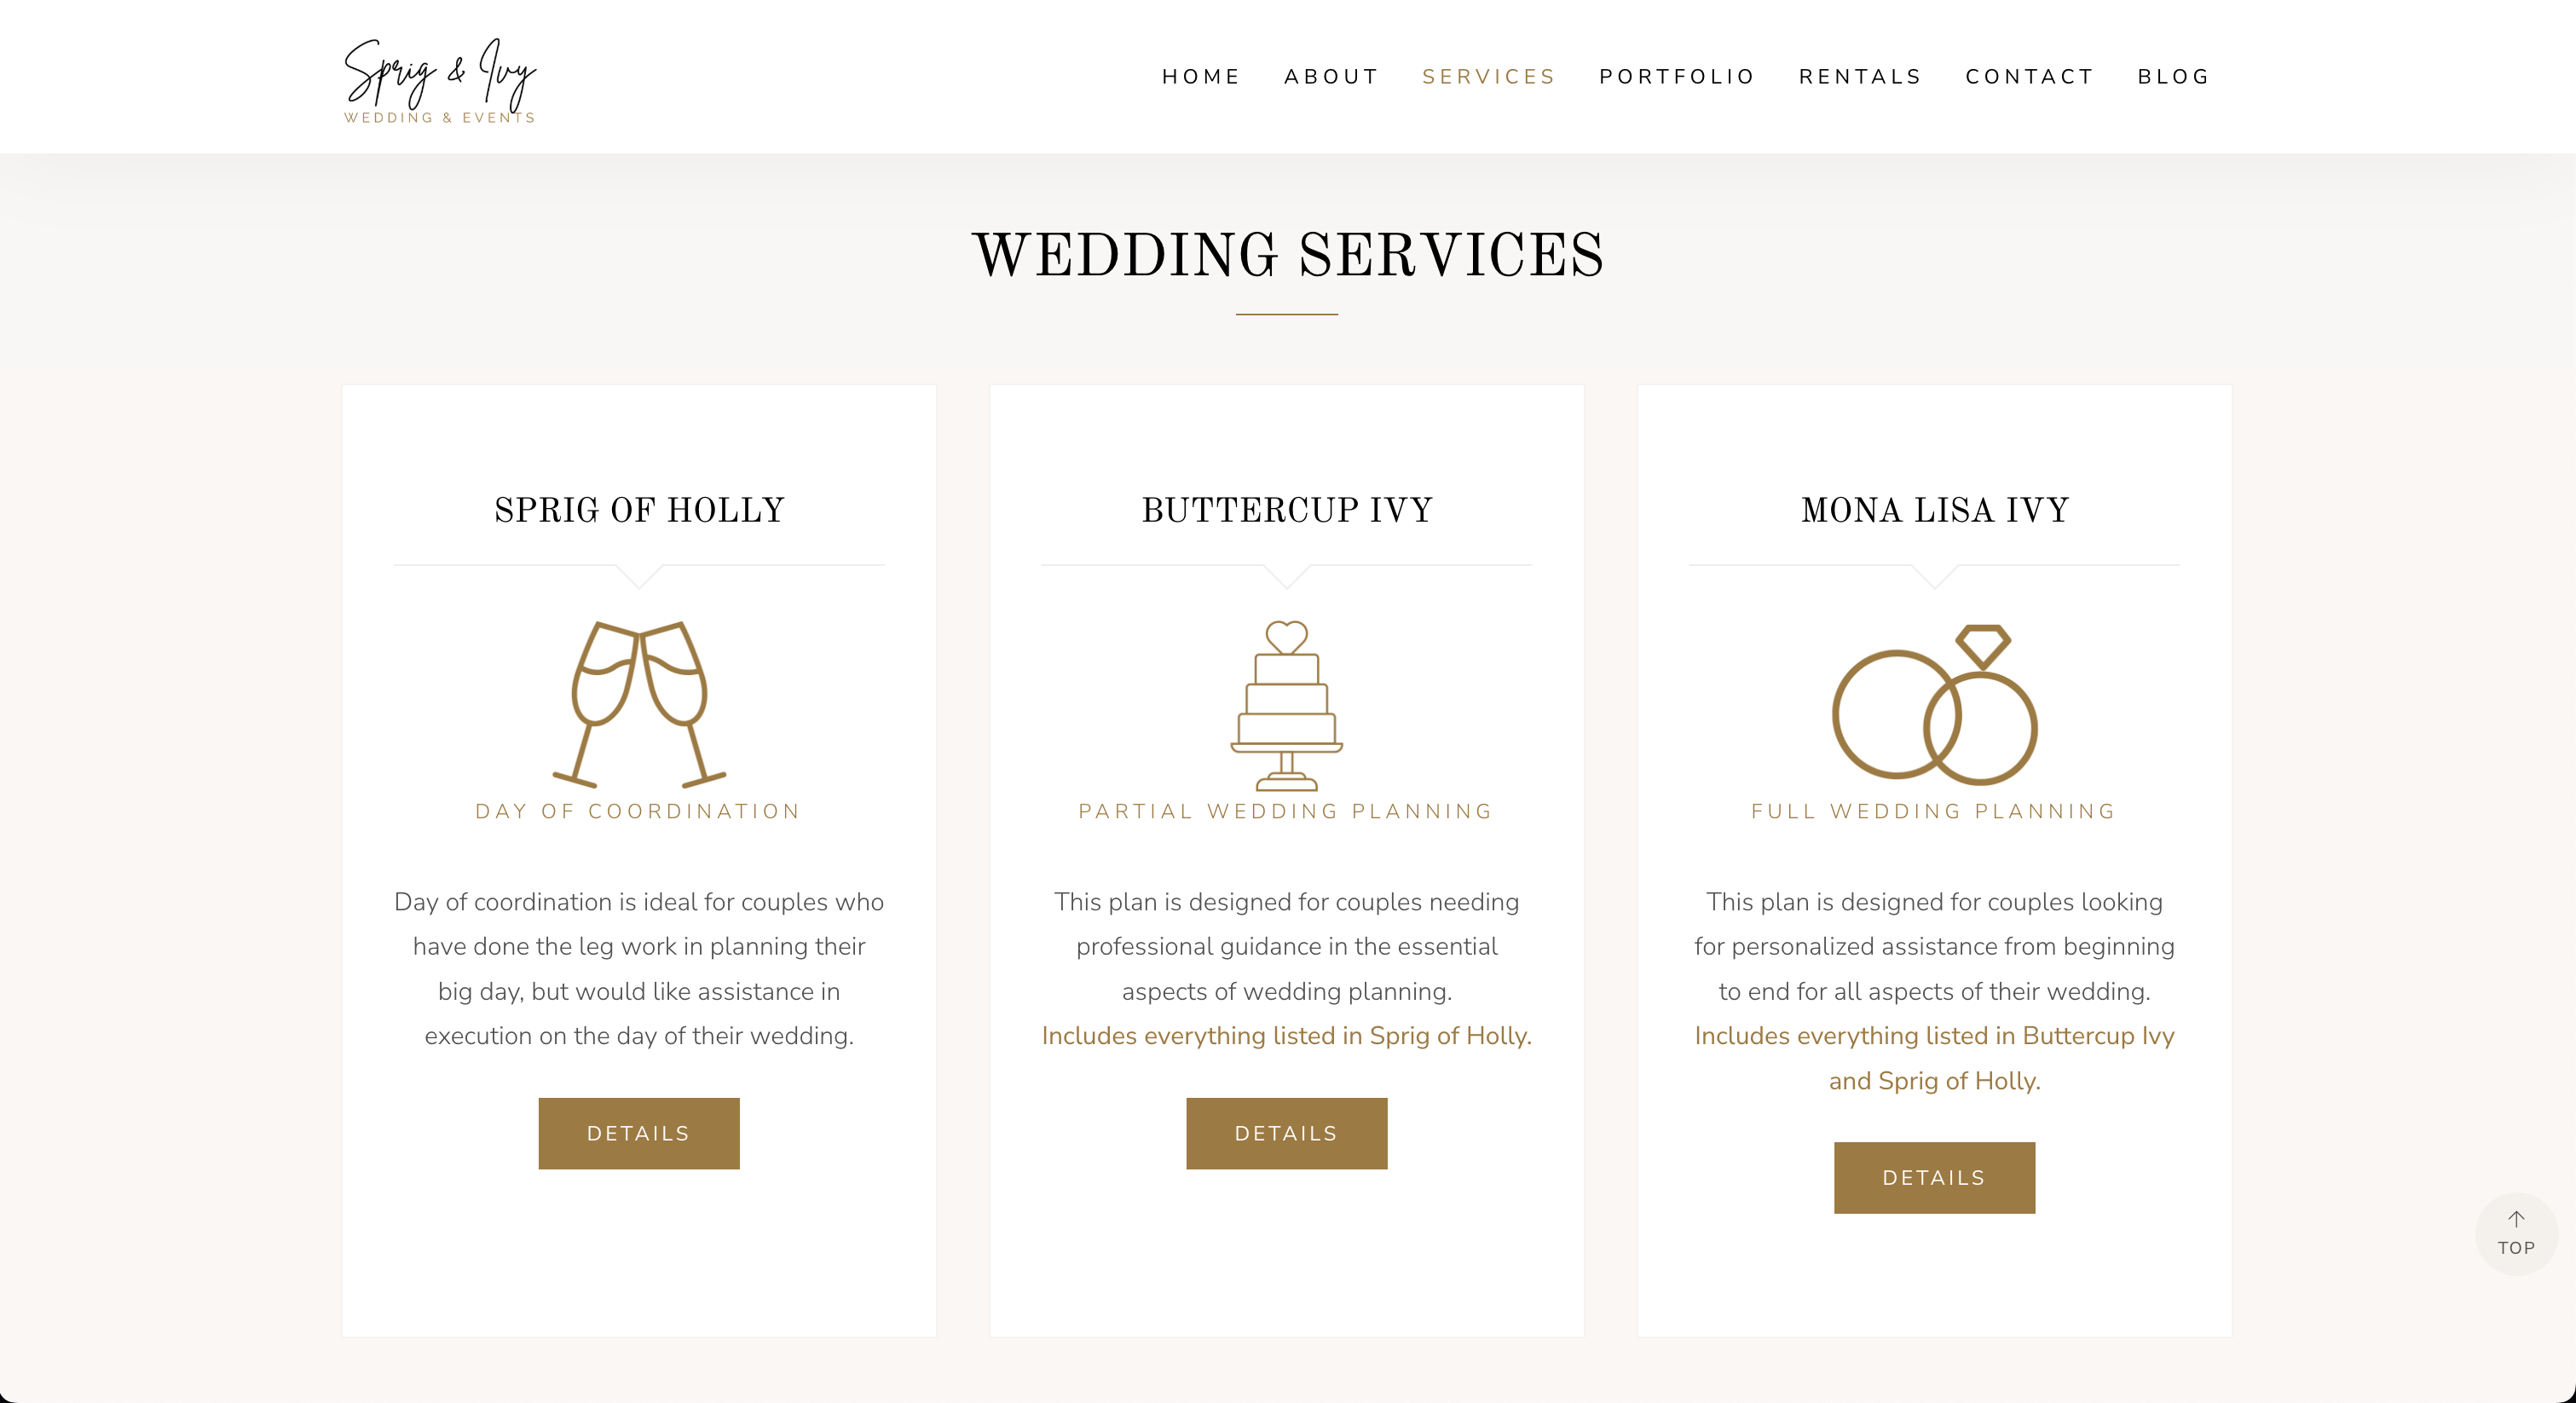 Sprig & Ivy
WEDDING & EVENTS
HOME ABOUT SERVICES PORTFOLIO RENTALS CONTACT BLOG
WEDDING SERVICES
SPRIG OF HOLLY
DAY OF COORDINATION
Day of coordination is ideal for couples who
have done the leg work in planning their
big day, but would like assistance in
execution on the day of their wedding.
DETAILS
BUTTERCUP IVY
PARTIAL WEDDING PLANNING
This plan is designed for couples needing
professional guidance in the essential
aspects of wedding planning.
Includes everything listed in Sprig of Holly.
DETAILS
MONA LISA IVY
FULL WEDDING PLANNING
This plan is designed for couples looking
for personalized assistance from beginning
to end for all aspects of their wedding.
Includes everything listed in Buttercup Ivy
and Sprig of Holly.
DETAILS
TOP